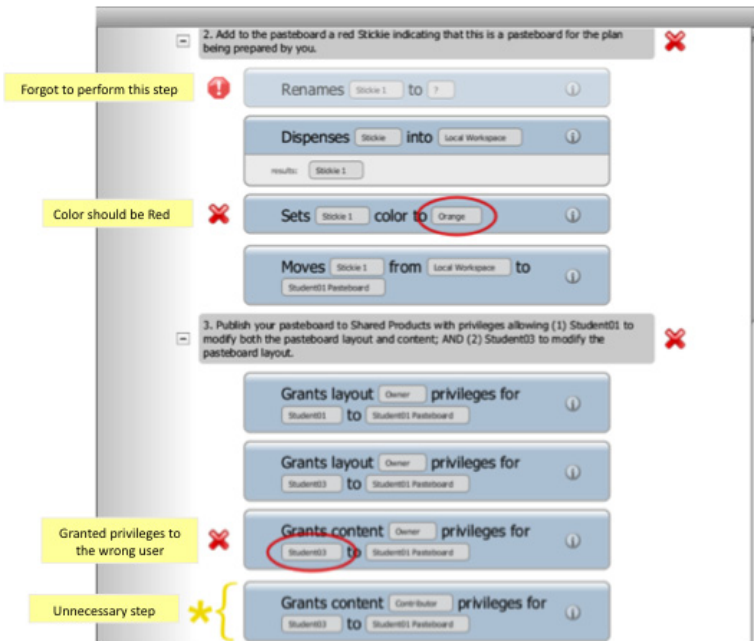 2. Add to the pasteboard a red Stickie indicating that this is a pasteboard for the plan
being prepared by you.
Forgot to perform this step
Renames Stickie 1 to ?
Dispenses Stickie into Local Workspace
results: Stickie 1
Color should be Red
Sets Stickie 1 color to Orange
Moves Stickie 1 from Local Workspace to
Student01 Pasteboard
3. Publish your pasteboard to Shared Products with privileges allowing (1) Student01 to
modify both the pasteboard layout and content; AND (2) Student03 to modify the
pasteboard layout.
Grants layout Owner privileges for
Student01 to Student01 Pasteboard
Grants layout Owner privileges for
Student03 to Student01 Pasteboard
Granted privileges to
the wrong user
Grants content Owner privileges for
Student03 to Student01 Pasteboard
Unnecessary step
Grants content Contributor privileges for
Student03 to Student01 Pasteboard